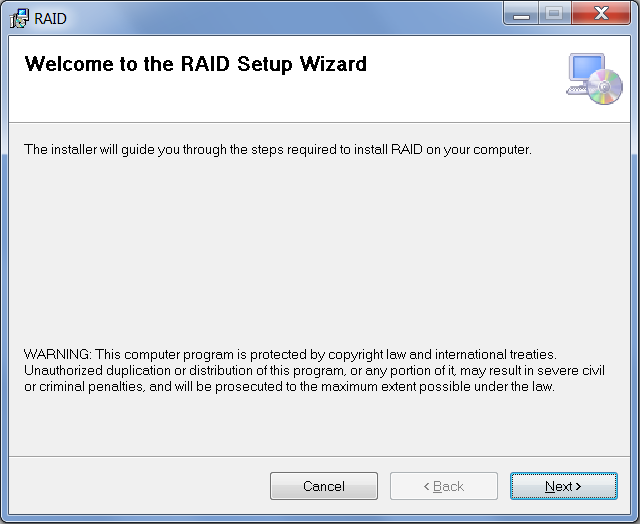 RAID
Welcome to the RAID Setup Wizard
The installer will guide you through the steps required to install RAID on your computer.
WARNING: This computer program is protected by copyright law and international treaties.
Unauthorized duplication or distribution of this program, or any portion of it, may result in severe civil
or criminal penalties, and will be prosecuted to the maximum extent possible under the law.
Cancel
< Back
Next >